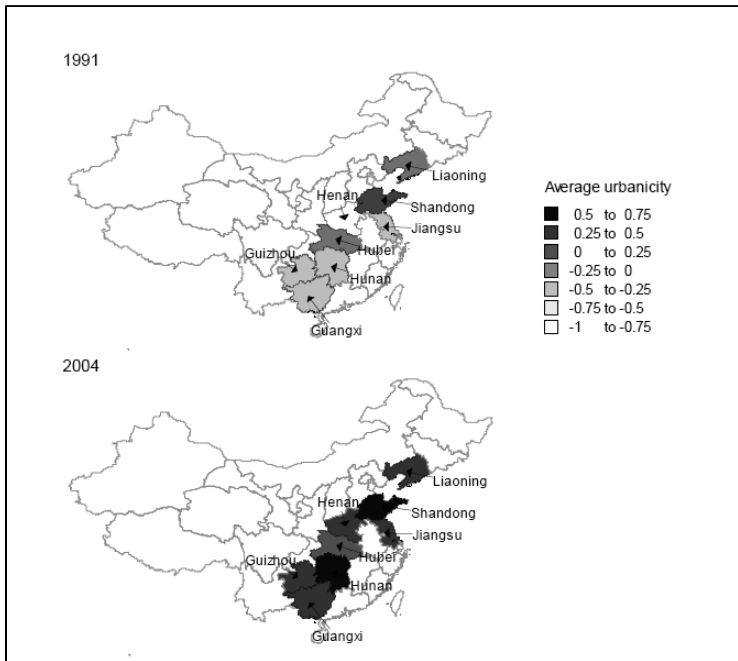 1991
Liaoning
Henan
Shandong
Jiangsu
Guizhou
Hubei
Hunan
Guangxi
Average urbanicity
0.5 to 0.75
0.25 to 0.5
0 to 0.25
-0.25 to 0
-0.5 to -0.25
-0.75 to -0.5
-1 to -0.75
2004
Liaoning
Henan
Shandong
Jiangsu
Guizhou
Hubei
Hunan
Guangxi